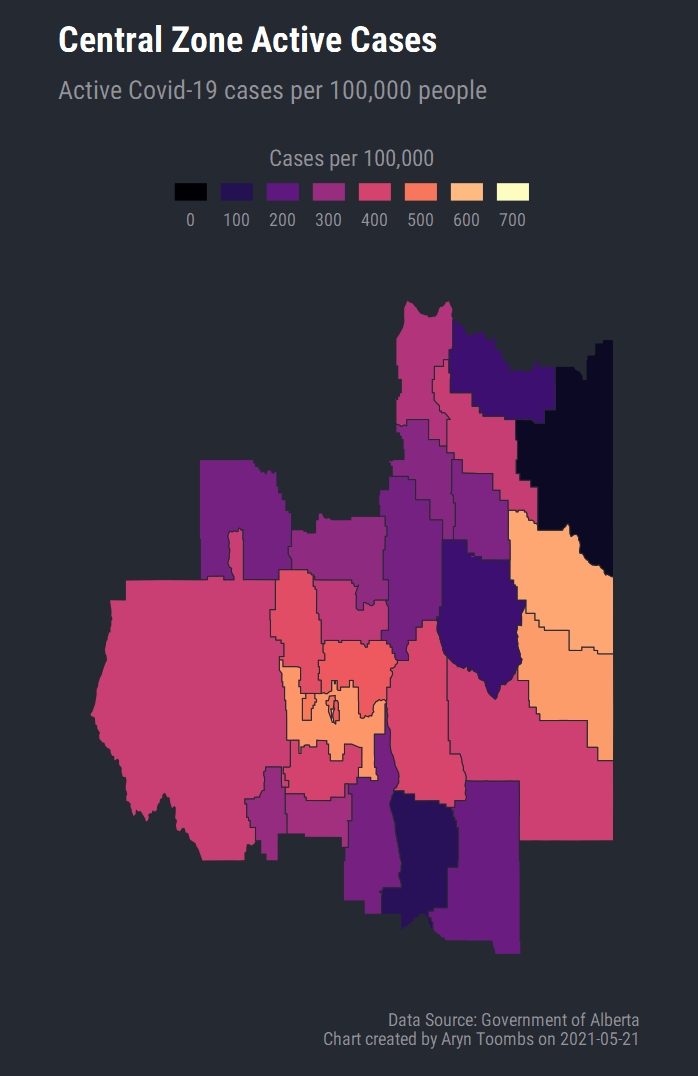 Central Zone Active Cases
Active Covid-19 cases per 100,000 people
Cases per 100,000
0 100 200 300 400 500 600 700
Data Source: Government of Alberta
Chart created by Aryn Toombs on 2021-05-21